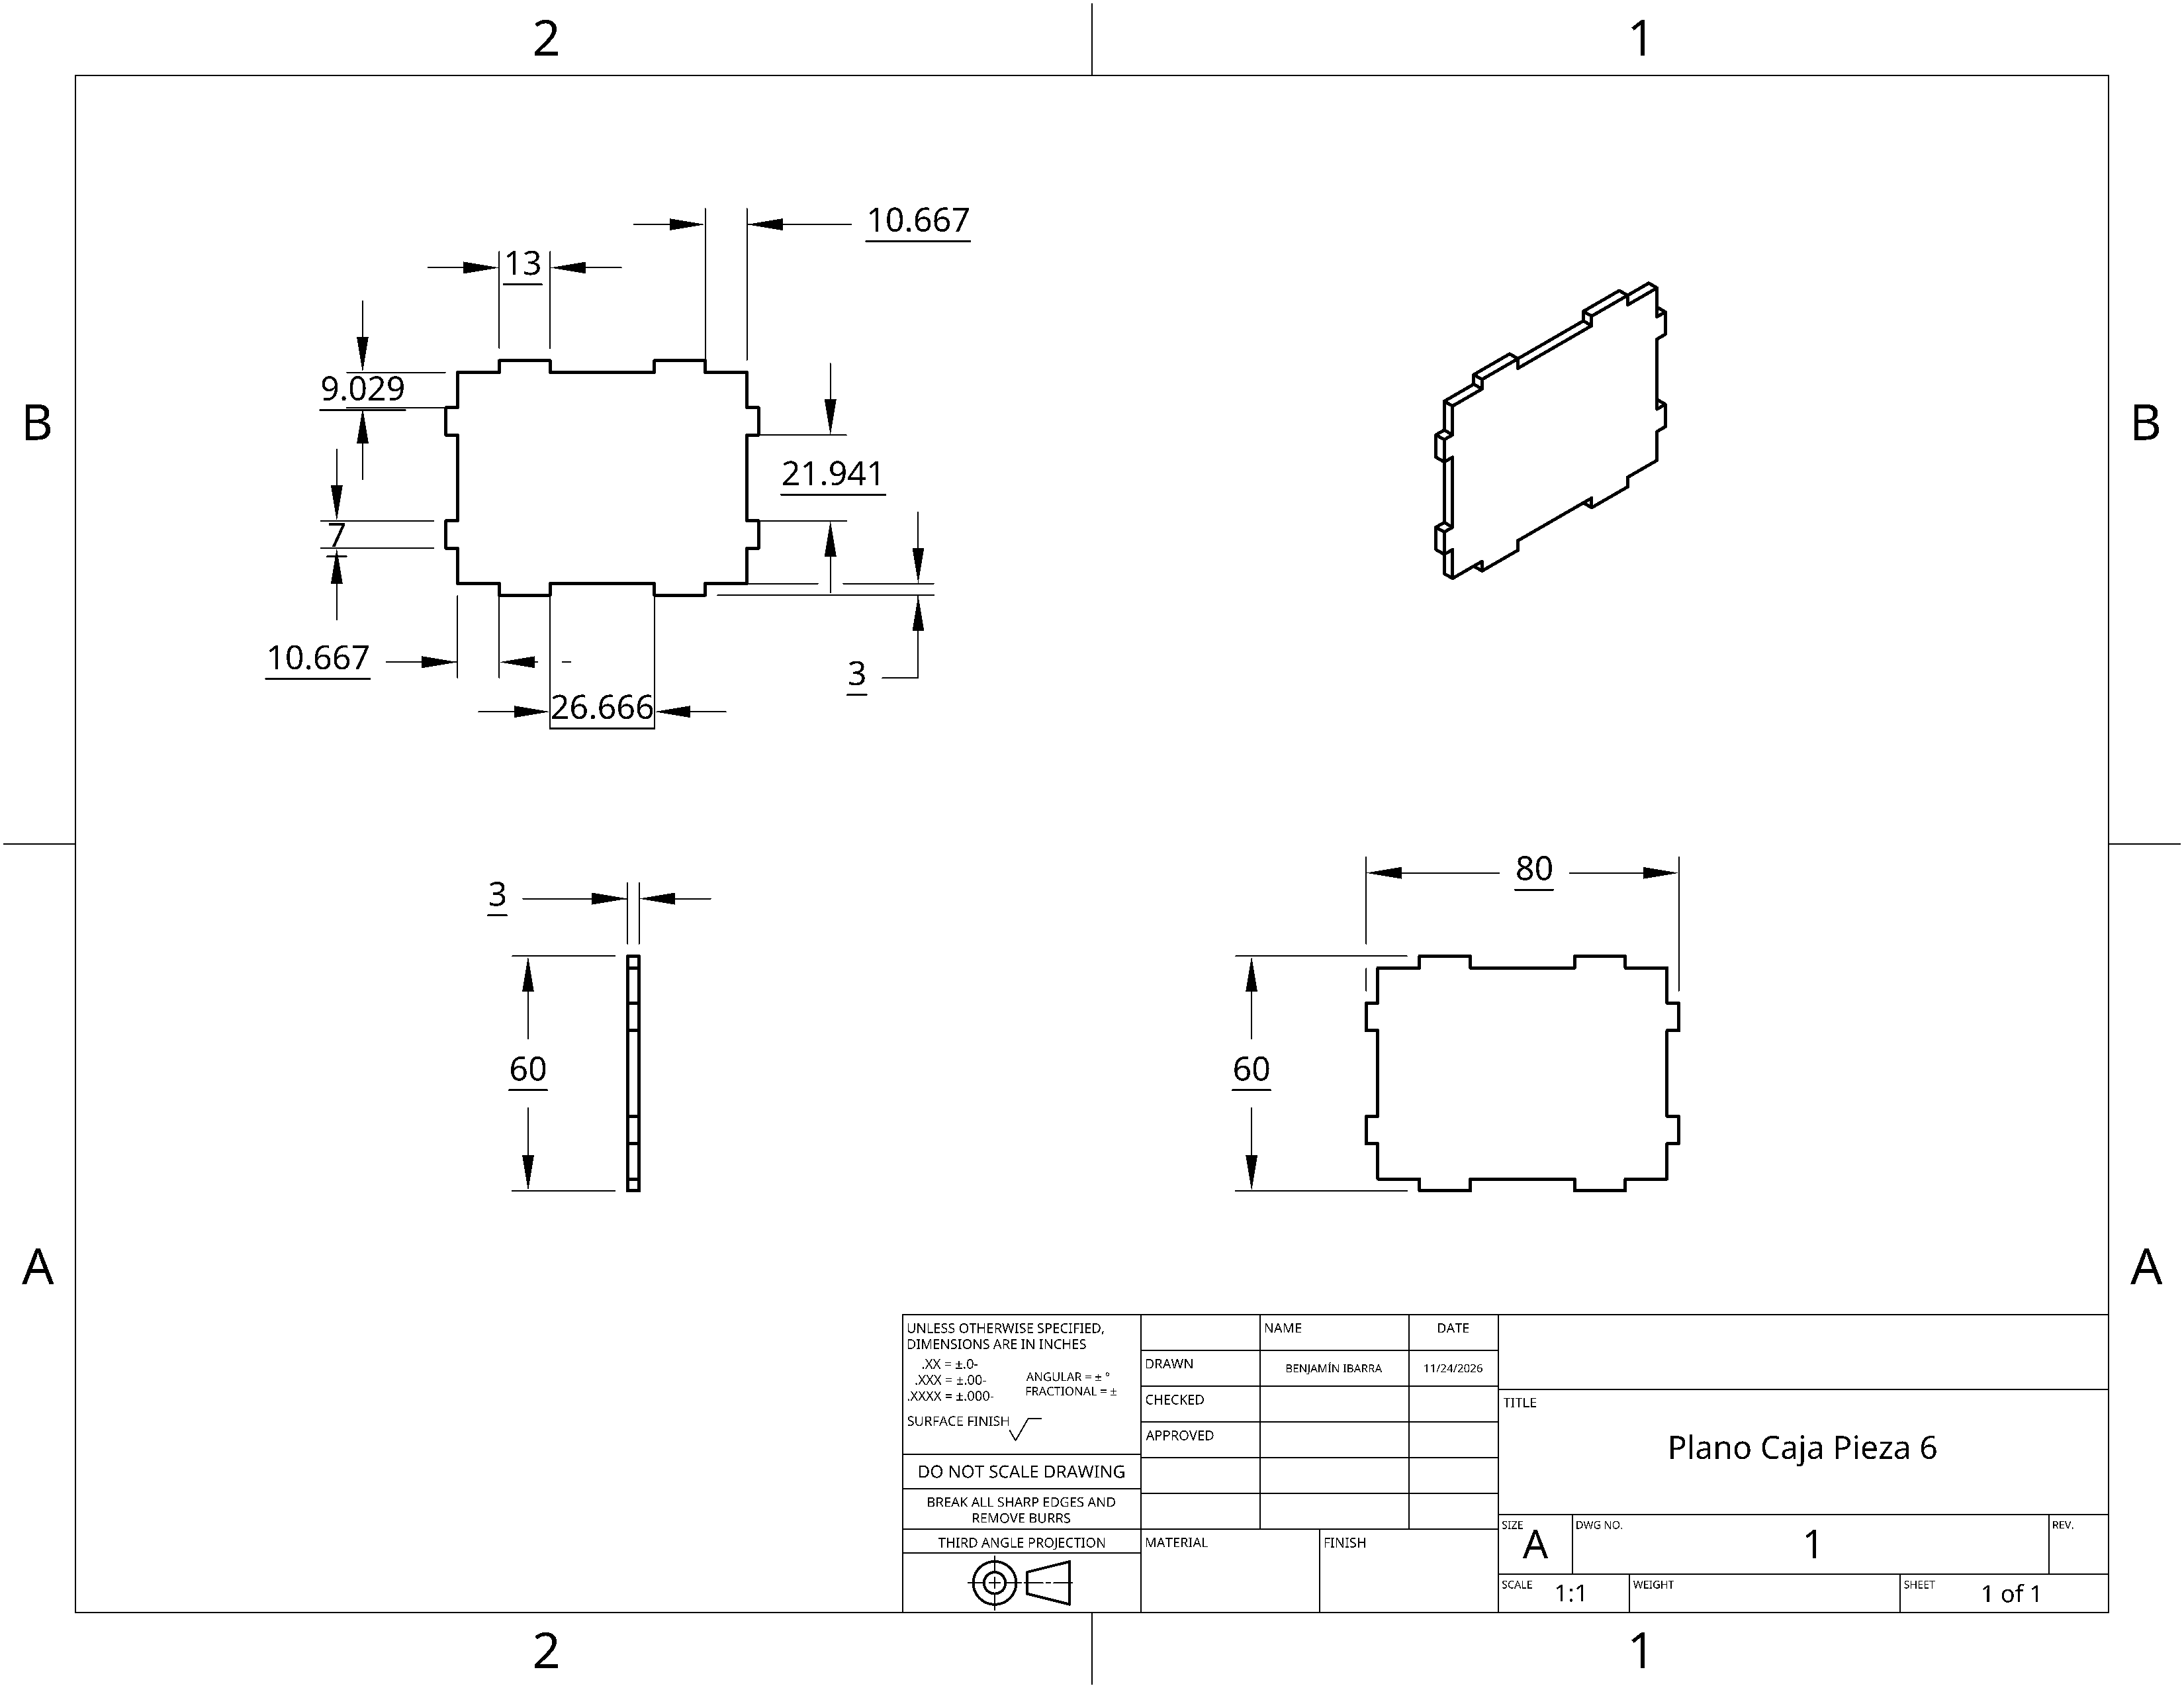 2
1
10.667
13
9.029
B
B
21.941
7
10.667
3
26.666
80
3
60
60
A
A
UNLESS OTHERWISE SPECIFIED,
DIMENSIONS ARE IN INCHES
.XX = ±.0-
.XXX = ±.00-
.XXXX = ±.000-
ANGULAR = ± °
FRACTIONAL = ±
SURFACE FINISH
DO NOT SCALE DRAWING
BREAK ALL SHARP EDGES AND
REMOVE BURRS
THIRD ANGLE PROJECTION
NAME
DATE
DRAWN
BENJAMÍN IBARRA
11/24/2026
CHECKED
APPROVED
MATERIAL
FINISH
TITLE
Plano Caja Pieza 6
SIZE
A
DWG NO.
1
REV.
SCALE
1:1
WEIGHT
SHEET
1 of 1
2
1